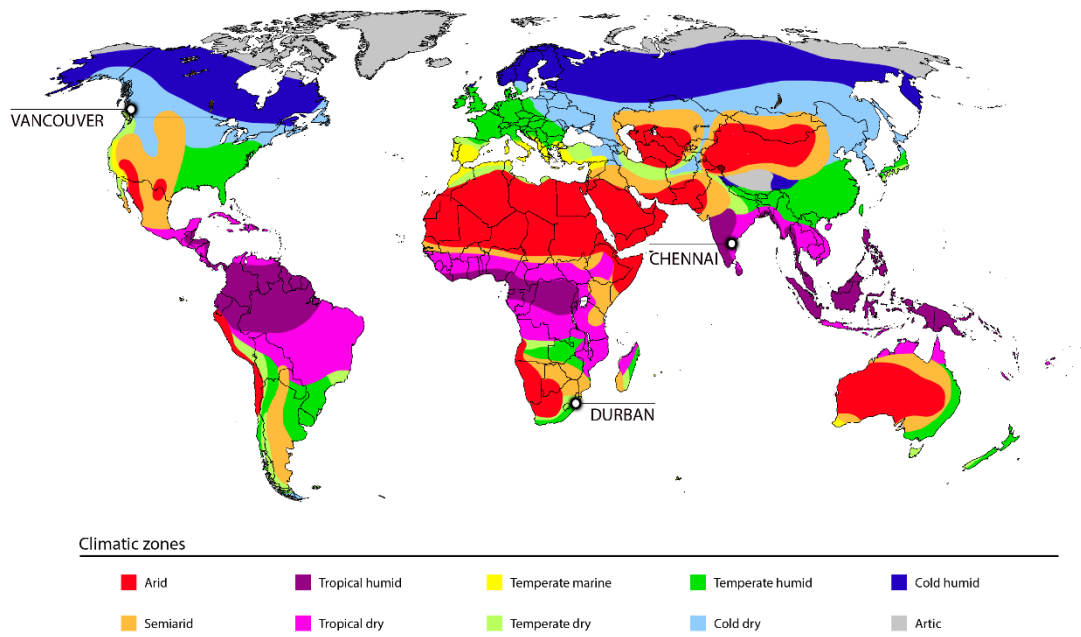 VANCOUVER
CHENNAI
DURBAN
Climatic zones
Arid
Tropical humid
Temperate marine
Temperate humid
Cold humid
Semiarid
Tropical dry
Temperate dry
Cold dry
Artic